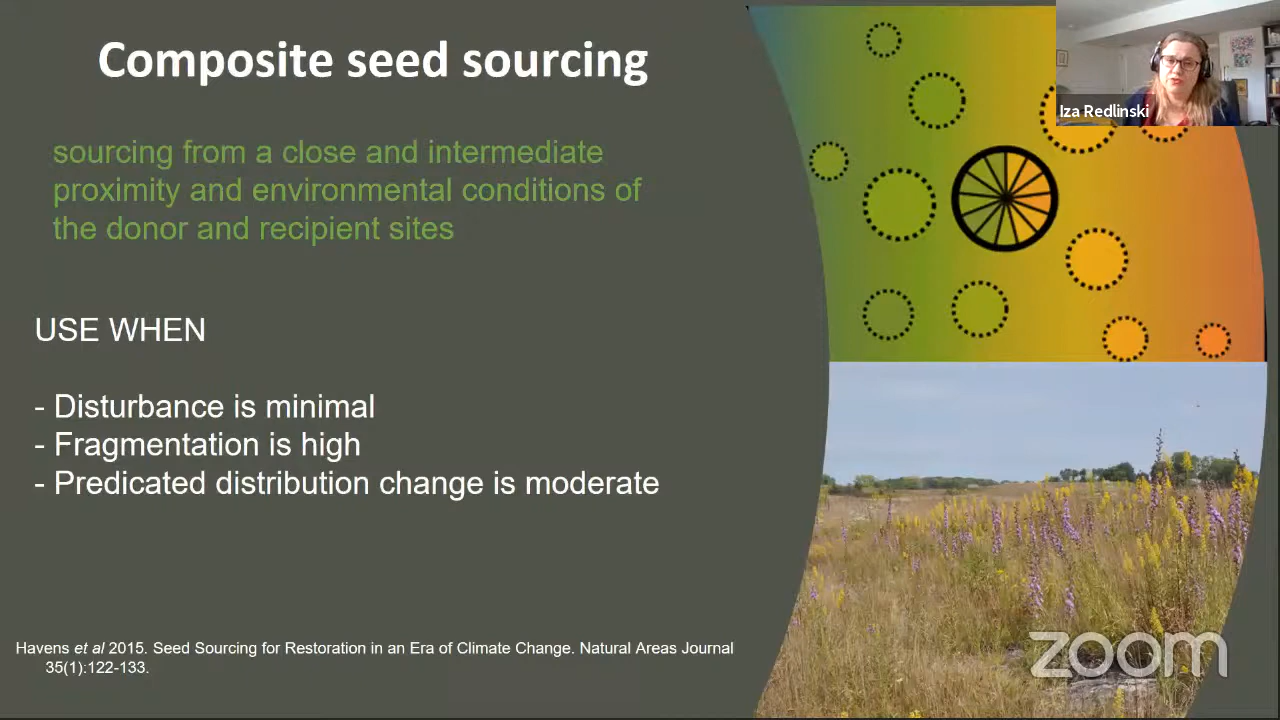 Composite seed sourcing
Iza Redlinski
sourcing from a close and intermediate
proximity and environmental conditions of
the donor and recipient sites
USE WHEN
- Disturbance is minimal
- Fragmentation is high
- Predicated distribution change is moderate
Havens et al 2015. Seed Sourcing for Restoration in an Era of Climate Change. Natural Areas Journal
35(1):122-133.
zoom